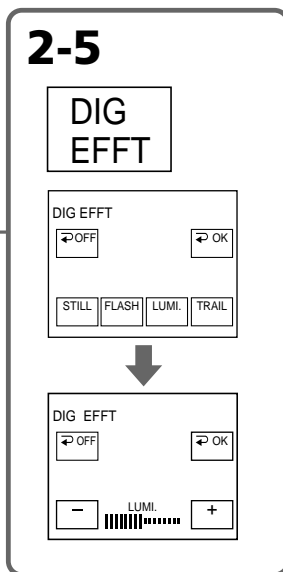 2-5
DIG
EFFT
DIG EFFT
OFF OK
STILL FLASH LUMI. TRAIL
DIG EFFT
OFF OK
– LUMI. +